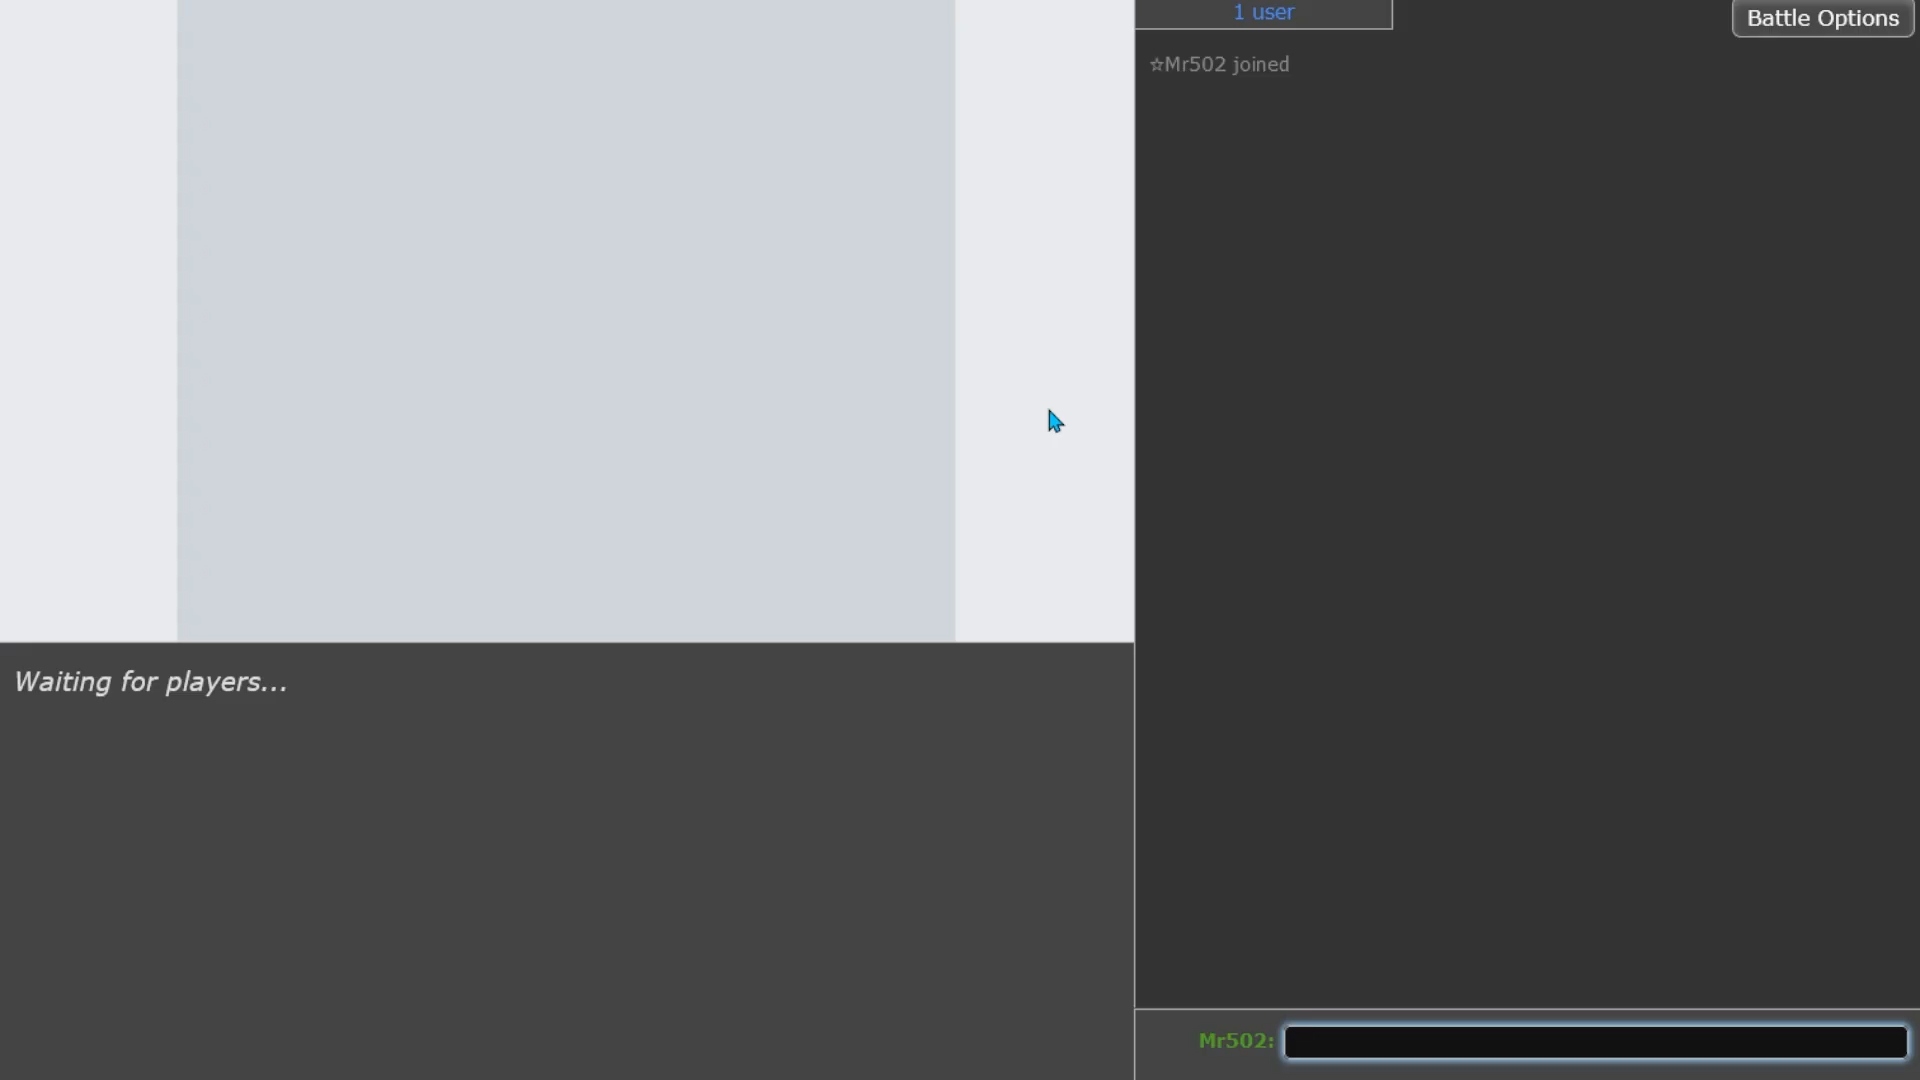 1 user
Battle Options
☆Mr502 joined
Waiting for players...
Mr502: